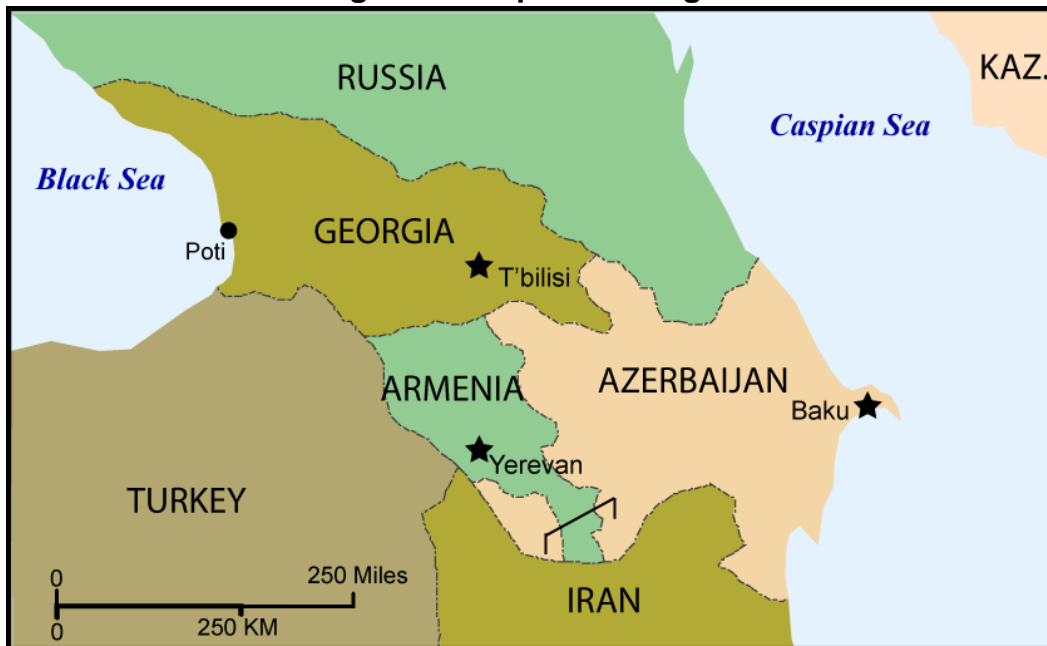 RUSSIA
KAZ.
Caspian Sea
Black Sea
GEORGIA
Poti
T'bilisi
ARMENIA
AZERBAIJAN
Baku
Yerevan
TURKEY
0
250 Miles
IRAN
0
250 KM